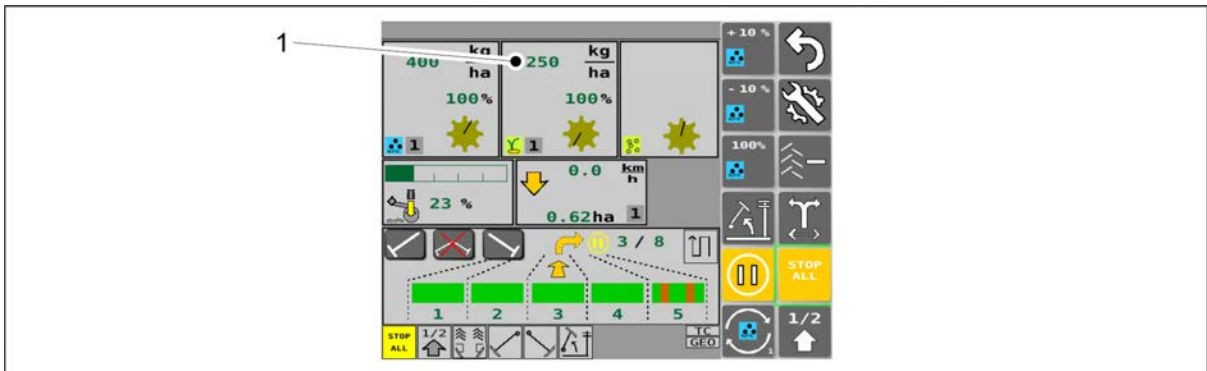 1
400 kg/ha
100%
1
250 kg/ha
100%
1
23 %
0.0 km/h
0.62ha 1
3 / 8
1 2 3 4 5
STOP ALL
1/2
TC
GEO
+10 %
- 10 %
100%
STOP ALL
1
1/2